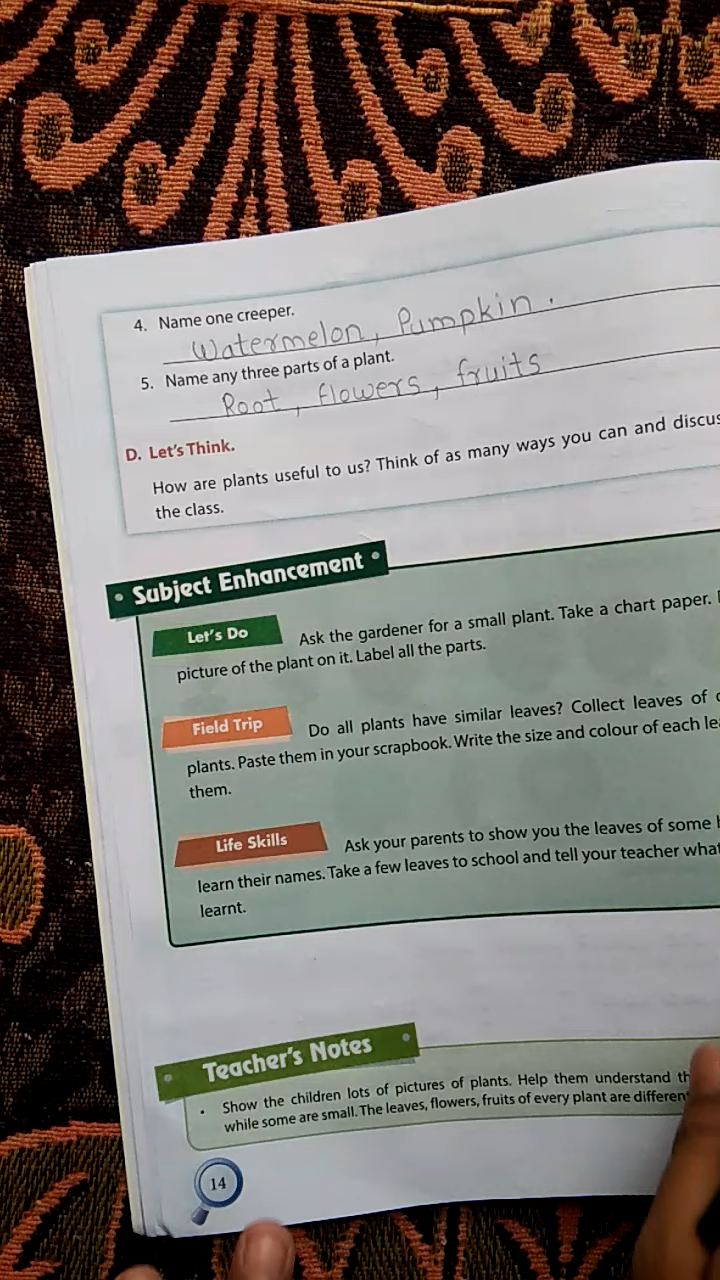 4. Name one creeper.
Watermelon, Pumpkin.
5. Name any three parts of a plant.
Root, flowers, fruits
D. Let's Think.
How are plants useful to us? Think of as many ways you can and discus
the class.
• Subject Enhancement •
Let's Do Ask the gardener for a small plant. Take a chart paper.
picture of the plant on it. Label all the parts.
Field Trip Do all plants have similar leaves? Collect leaves of
plants. Paste them in your scrapbook. Write the size and colour of each le
them.
Life Skills Ask your parents to show you the leaves of some
learn their names. Take a few leaves to school and tell your teacher what
learnt.
Teacher's Notes
• Show the children lots of pictures of plants. Help them understand th
while some are small. The leaves, flowers, fruits of every plant are differen
14